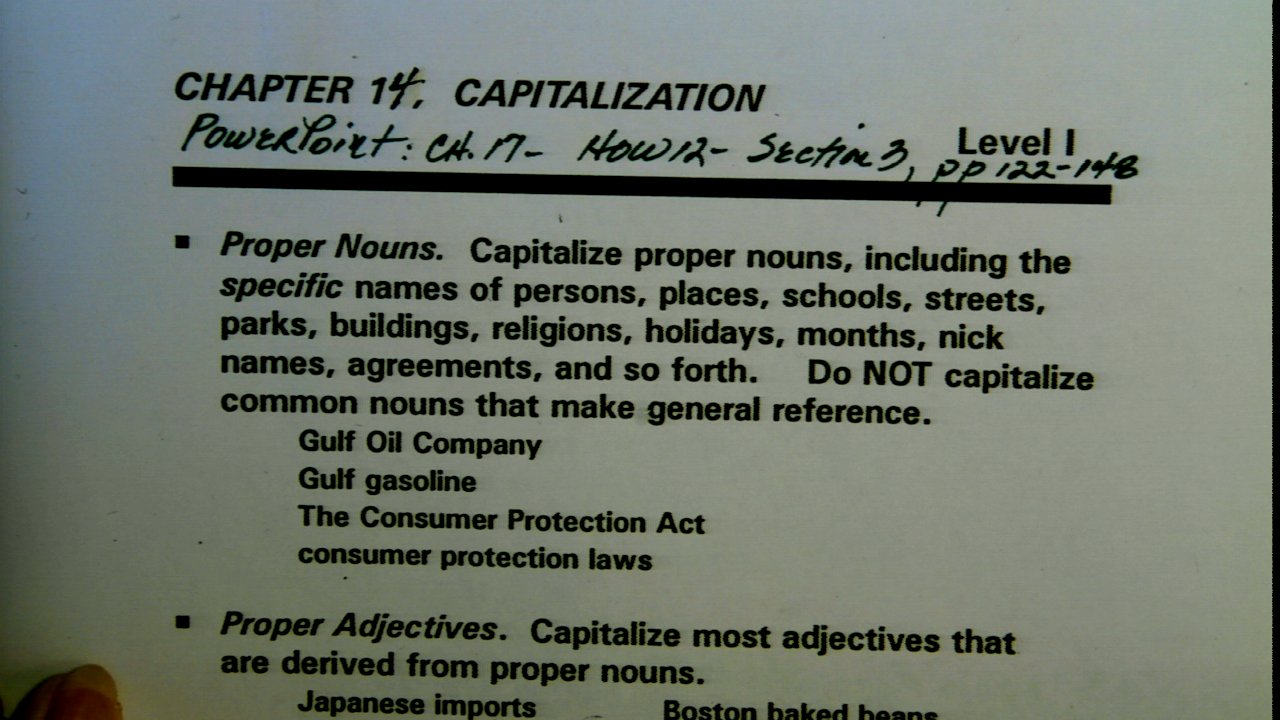 CHAPTER 14, CAPITALIZATION
PowerPoint: CH. 17- HOW12- Section 3, pp 122-148
Level I
▪ Proper Nouns. Capitalize proper nouns, including the
specific names of persons, places, schools, streets,
parks, buildings, religions, holidays, months, nick
names, agreements, and so forth. Do NOT capitalize
common nouns that make general reference.
Gulf Oil Company
Gulf gasoline
The Consumer Protection Act
consumer protection laws
▪ Proper Adjectives. Capitalize most adjectives that
are derived from proper nouns.
Japanese imports Boston baked beans